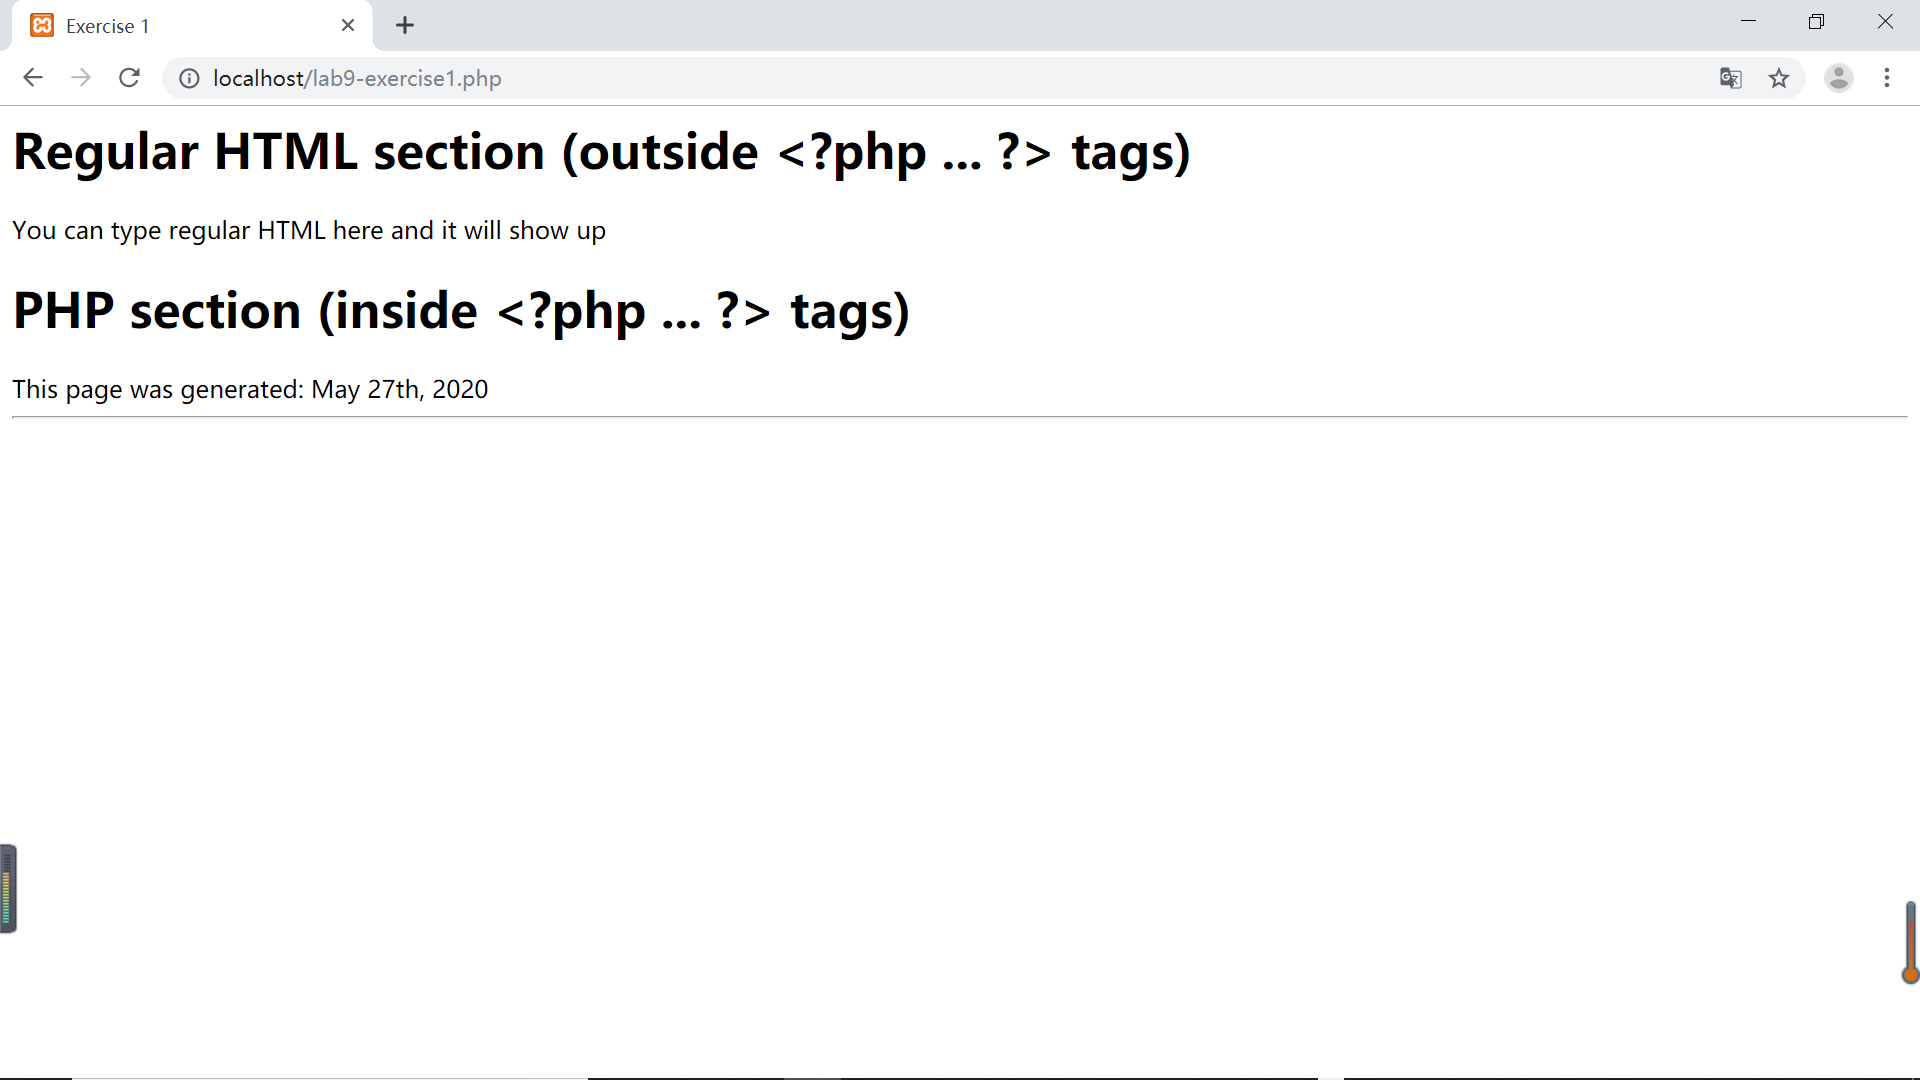 Exercise 1
localhost/lab9-exercise1.php
Regular HTML section (outside <?php ... ?> tags)
You can type regular HTML here and it will show up
PHP section (inside <?php ... ?> tags)
This page was generated: May 27th, 2020